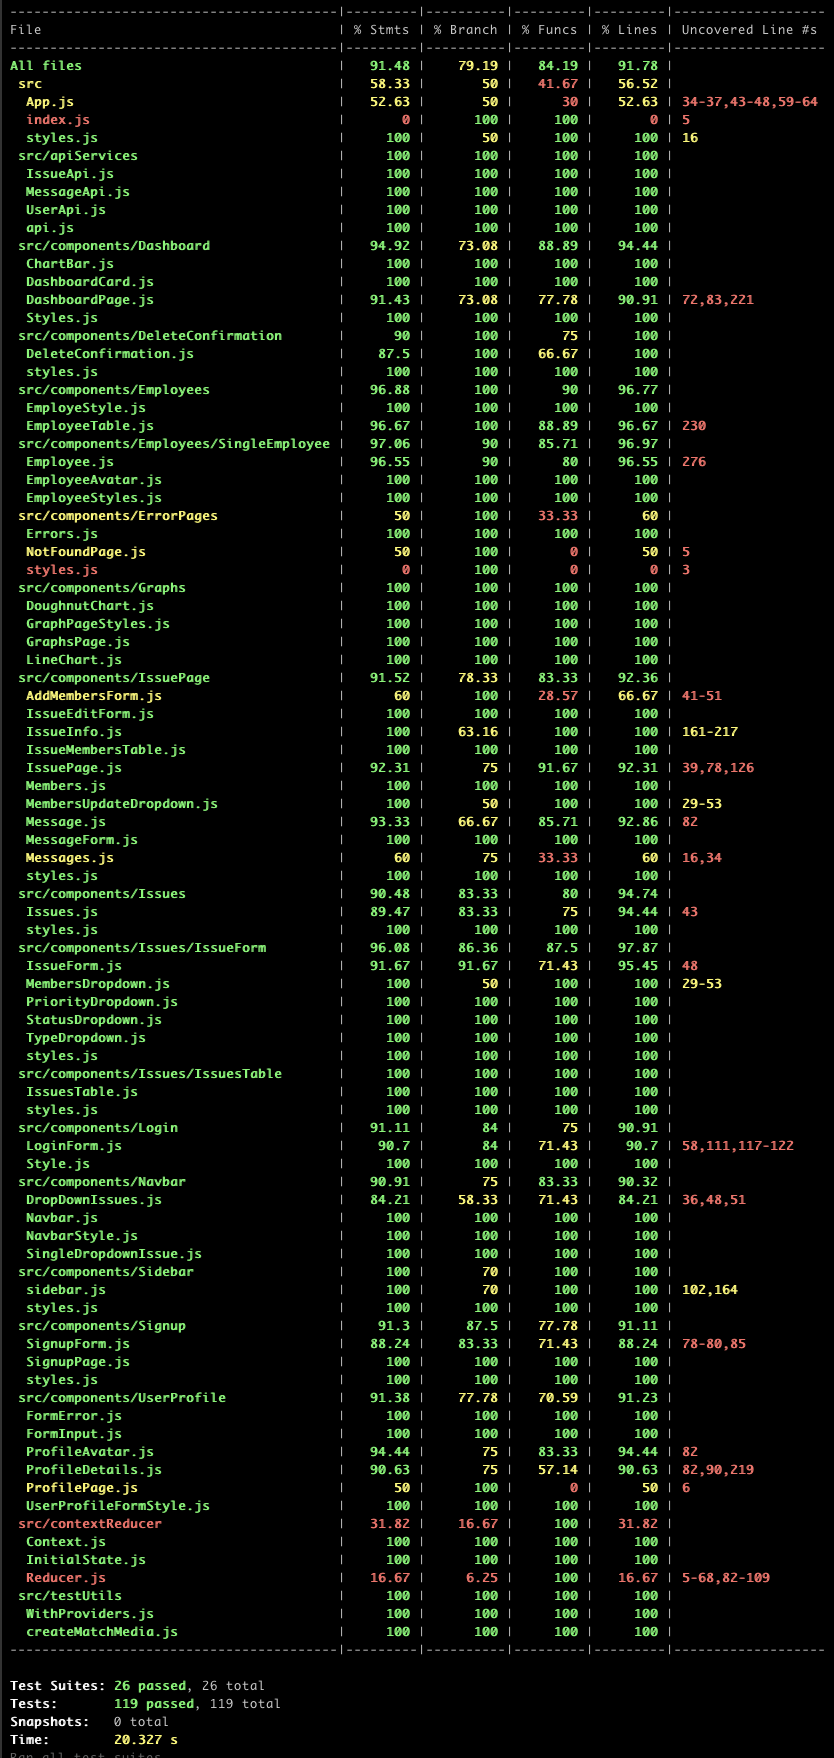 ----------------------------------------|---------|----------|---------|---------|-------------------
File | % Stmts | % Branch | % Funcs | % Lines | Uncovered Line #s
----------------------------------------|---------|----------|---------|---------|-------------------
All files | 91.48 | 79.19 | 84.19 | 91.78 |
src | 58.33 | 50 | 41.67 | 56.52 |
App.js | 52.63 | 50 | 30 | 52.63 | 34-37,43-48,59-64
index.js | 0 | 100 | 100 | 0 | 5
styles.js | 100 | 50 | 100 | 100 | 16
src/apiServices | 100 | 100 | 100 | 100 |
IssueApi.js | 100 | 100 | 100 | 100 |
MessageApi.js | 100 | 100 | 100 | 100 |
UserApi.js | 100 | 100 | 100 | 100 |
api.js | 100 | 100 | 100 | 100 |
src/components/Dashboard | 94.92 | 73.08 | 88.89 | 94.44 |
ChartBar.js | 100 | 100 | 100 | 100 |
DashboardCard.js | 100 | 100 | 100 | 100 |
DashboardPage.js | 91.43 | 73.08 | 77.78 | 90.91 | 72,83,221
Styles.js | 100 | 100 | 100 | 100 |
src/components/DeleteConfirmation | 90 | 100 | 75 | 100 |
DeleteConfirmation.js | 87.5 | 100 | 66.67 | 100 |
styles.js | 100 | 100 | 100 | 100 |
src/components/Employees | 96.88 | 100 | 90 | 96.77 |
EmployeStyle.js | 100 | 100 | 100 | 100 |
EmployeeTable.js | 96.67 | 100 | 88.89 | 96.67 | 230
src/components/Employees/SingleEmployee | 97.06 | 90 | 85.71 | 96.97 |
Employee.js | 96.55 | 90 | 80 | 96.55 | 276
EmployeeAvatar.js | 100 | 100 | 100 | 100 |
EmployeeStyles.js | 100 | 100 | 100 | 100 |
src/components/ErrorPages | 50 | 100 | 33.33 | 60 |
Errors.js | 100 | 100 | 100 | 100 |
NotFoundPage.js | 50 | 100 | 0 | 50 | 5
styles.js | 0 | 100 | 0 | 0 | 3
src/components/Graphs | 100 | 100 | 100 | 100 |
DoughnutChart.js | 100 | 100 | 100 | 100 |
GraphPageStyles.js | 100 | 100 | 100 | 100 |
GraphsPage.js | 100 | 100 | 100 | 100 |
LineChart.js | 100 | 100 | 100 | 100 |
src/components/IssuePage | 91.52 | 78.33 | 83.33 | 92.36 |
AddMembersForm.js | 60 | 100 | 28.57 | 66.67 | 41-51
IssueEditForm.js | 100 | 100 | 100 | 100 |
IssueInfo.js | 100 | 63.16 | 100 | 100 | 161-217
IssueMembersTable.js | 100 | 100 | 100 | 100 |
IssuePage.js | 92.31 | 75 | 91.67 | 92.31 | 39,78,126
Members.js | 100 | 100 | 100 | 100 |
MembersUpdateDropdown.js | 100 | 50 | 100 | 100 | 29-53
Message.js | 93.33 | 66.67 | 85.71 | 92.86 | 82
MessageForm.js | 100 | 100 | 100 | 100 |
Messages.js | 60 | 75 | 33.33 | 60 | 16,34
styles.js | 100 | 100 | 100 | 100 |
src/components/Issues | 90.48 | 83.33 | 80 | 94.74 |
Issues.js | 89.47 | 83.33 | 75 | 94.44 | 43
styles.js | 100 | 100 | 100 | 100 |
src/components/Issues/IssueForm | 96.08 | 86.36 | 87.5 | 97.87 |
IssueForm.js | 91.67 | 91.67 | 71.43 | 95.45 | 48
MembersDropdown.js | 100 | 50 | 100 | 100 | 29-53
PriorityDropdown.js | 100 | 100 | 100 | 100 |
StatusDropdown.js | 100 | 100 | 100 | 100 |
TypeDropdown.js | 100 | 100 | 100 | 100 |
styles.js | 100 | 100 | 100 | 100 |
src/components/Issues/IssuesTable | 100 | 100 | 100 | 100 |
IssuesTable.js | 100 | 100 | 100 | 100 |
styles.js | 100 | 100 | 100 | 100 |
src/components/Login | 91.11 | 84 | 75 | 90.91 |
LoginForm.js | 90.7 | 84 | 71.43 | 90.7 | 58,111,117-122
Style.js | 100 | 100 | 100 | 100 |
src/components/Navbar | 90.91 | 75 | 83.33 | 90.32 |
DropDownIssues.js | 84.21 | 58.33 | 71.43 | 84.21 | 36,48,51
Navbar.js | 100 | 100 | 100 | 100 |
NavbarStyle.js | 100 | 100 | 100 | 100 |
SingleDropdownIssue.js | 100 | 100 | 100 | 100 |
src/components/Sidebar | 100 | 70 | 100 | 100 |
sidebar.js | 100 | 70 | 100 | 100 | 102,164
styles.js | 100 | 100 | 100 | 100 |
src/components/Signup | 91.3 | 87.5 | 77.78 | 91.11 |
SignupForm.js | 88.24 | 83.33 | 71.43 | 88.24 | 78-80,85
SignupPage.js | 100 | 100 | 100 | 100 |
styles.js | 100 | 100 | 100 | 100 |
src/components/UserProfile | 91.38 | 77.78 | 70.59 | 91.23 |
FormError.js | 100 | 100 | 100 | 100 |
FormInput.js | 100 | 100 | 100 | 100 |
ProfileAvatar.js | 94.44 | 75 | 83.33 | 94.44 | 82
ProfileDetails.js | 90.63 | 75 | 57.14 | 90.63 | 82,90,219
ProfilePage.js | 50 | 100 | 0 | 50 | 6
UserProfileFormStyle.js | 100 | 100 | 100 | 100 |
src/contextReducer | 31.82 | 16.67 | 100 | 31.82 |
Context.js | 100 | 100 | 100 | 100 |
InitialState.js | 100 | 100 | 100 | 100 |
Reducer.js | 16.67 | 6.25 | 100 | 16.67 | 5-68,82-109
src/testUtils | 100 | 100 | 100 | 100 |
WithProviders.js | 100 | 100 | 100 | 100 |
createMatchMedia.js | 100 | 100 | 100 | 100 |
----------------------------------------|---------|----------|---------|---------|-------------------
Test Suites: 26 passed, 26 total
Tests: 119 passed, 119 total
Snapshots: 0 total
Time: 20.327 s
Ran all test suites